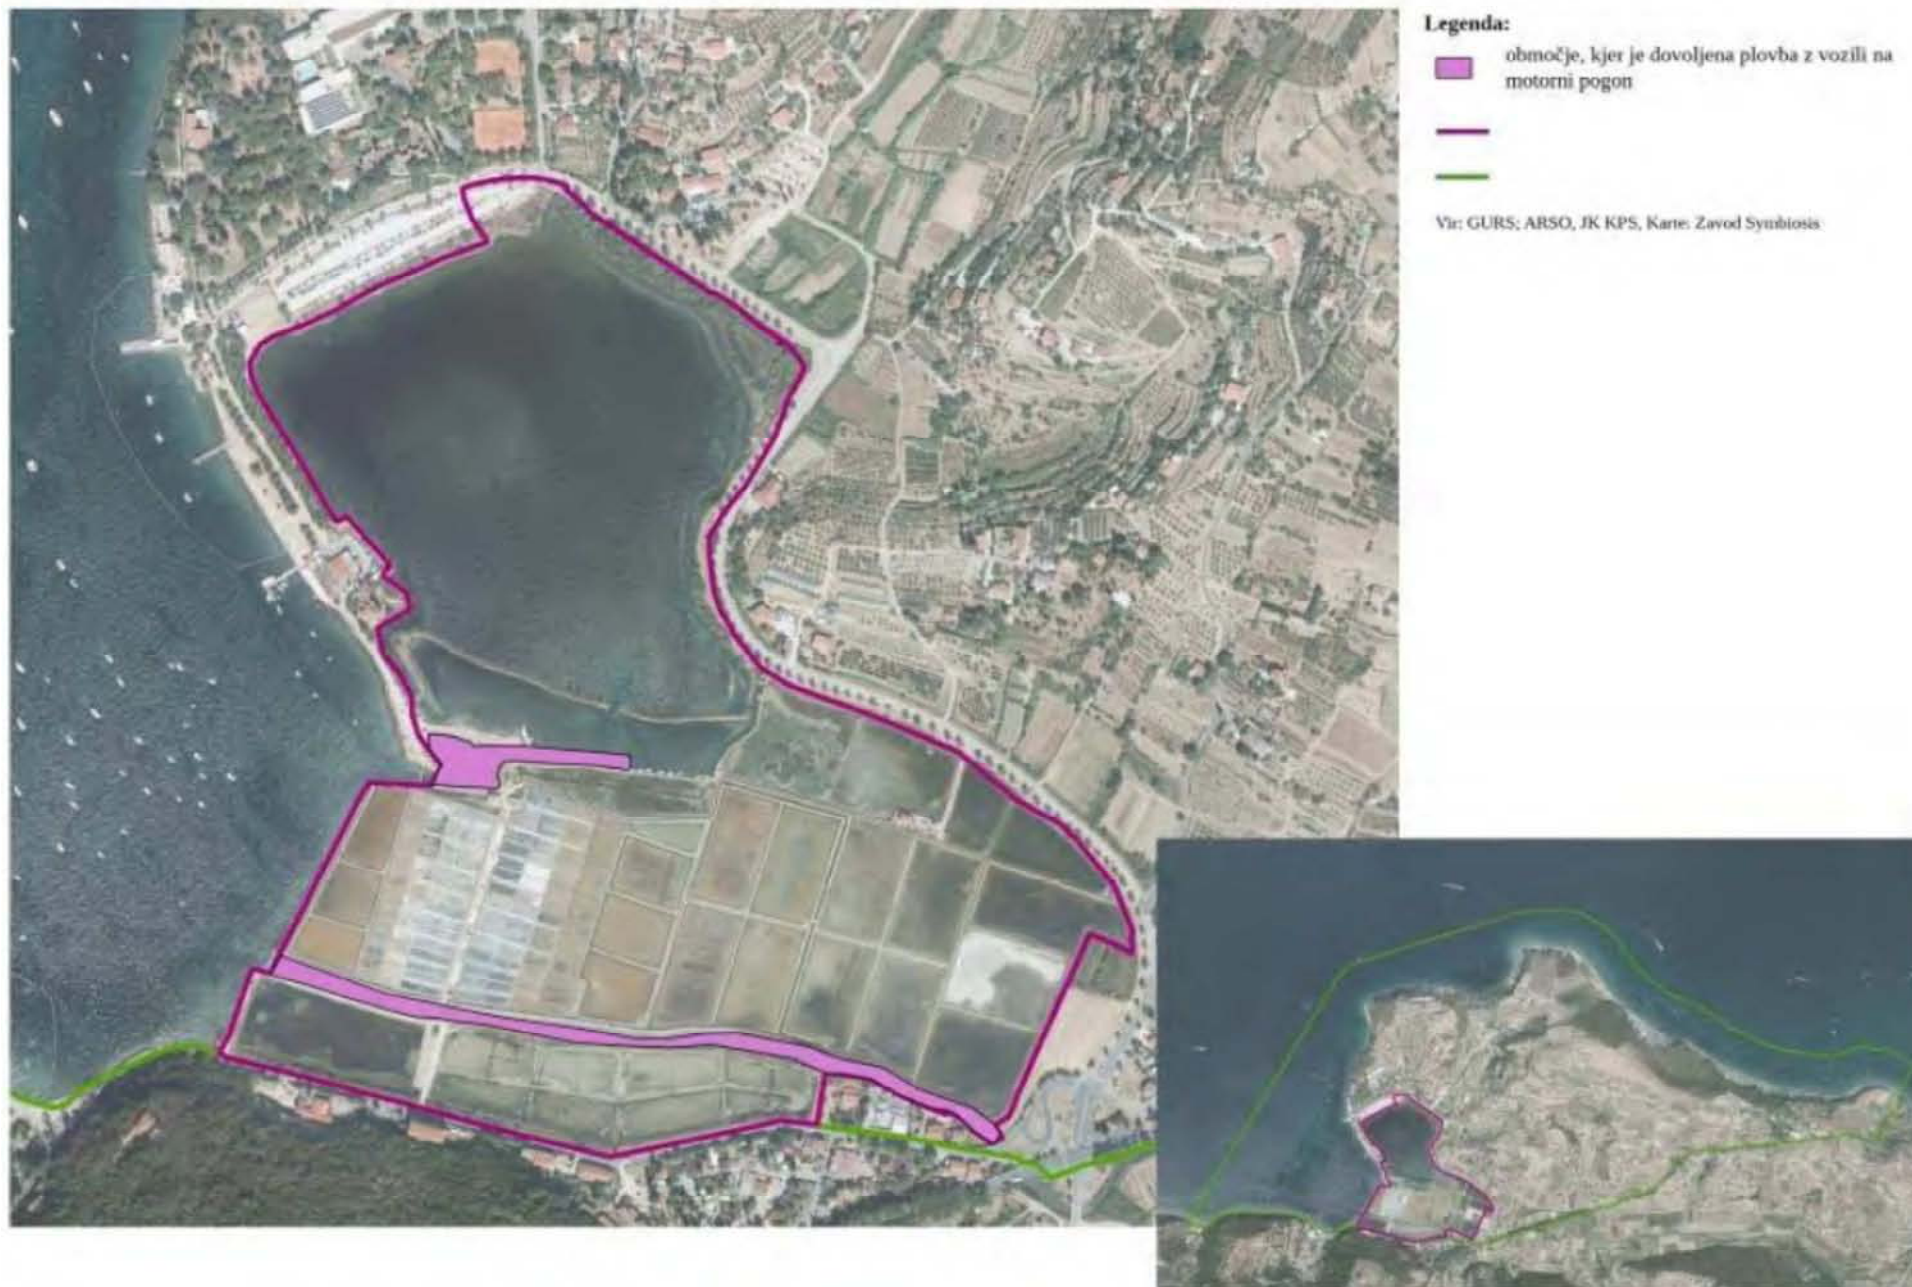 Legenda:
območje, kjer je dovoljena plovba z vozili na
motorni pogon
Vir: GURS; ARSO, JK KPS, Karte: Zavod Symbiosis